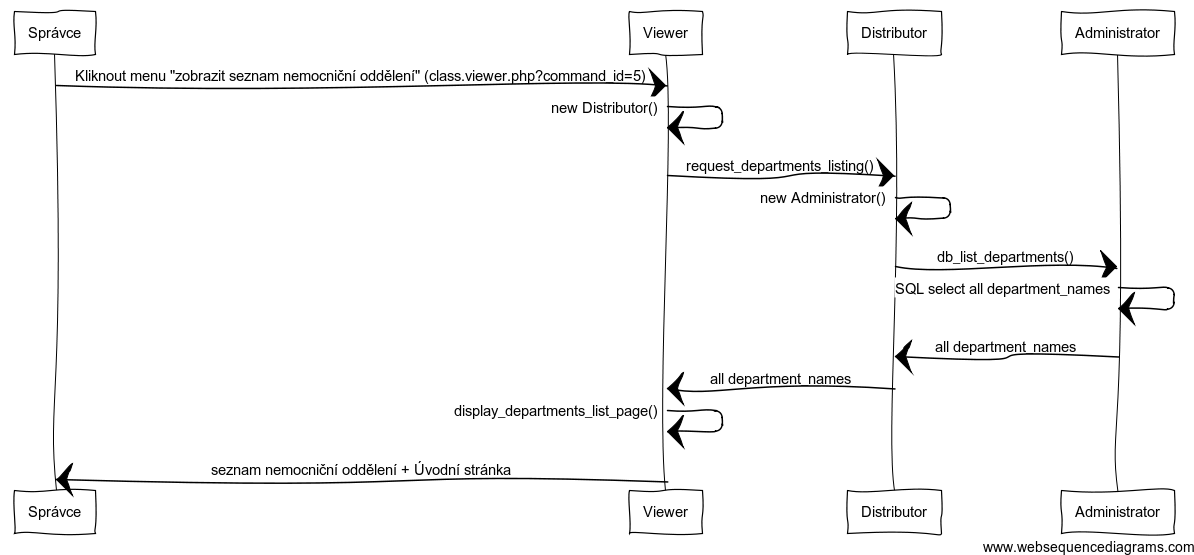 Správce
Viewer
Distributor
Administrator
Kliknout menu "zobrazit seznam nemocniční oddělení" (class.viewer.php?command_id=5)
new Distributor()
request_departments_listing()
new Administrator()
db_list_departments()
SQL select all department_names
all department_names
all department_names
display_departments_list_page()
seznam nemocniční oddělení + Úvodní stránka
Správce
Viewer
Distributor
Administrator
www.websequencediagrams.com